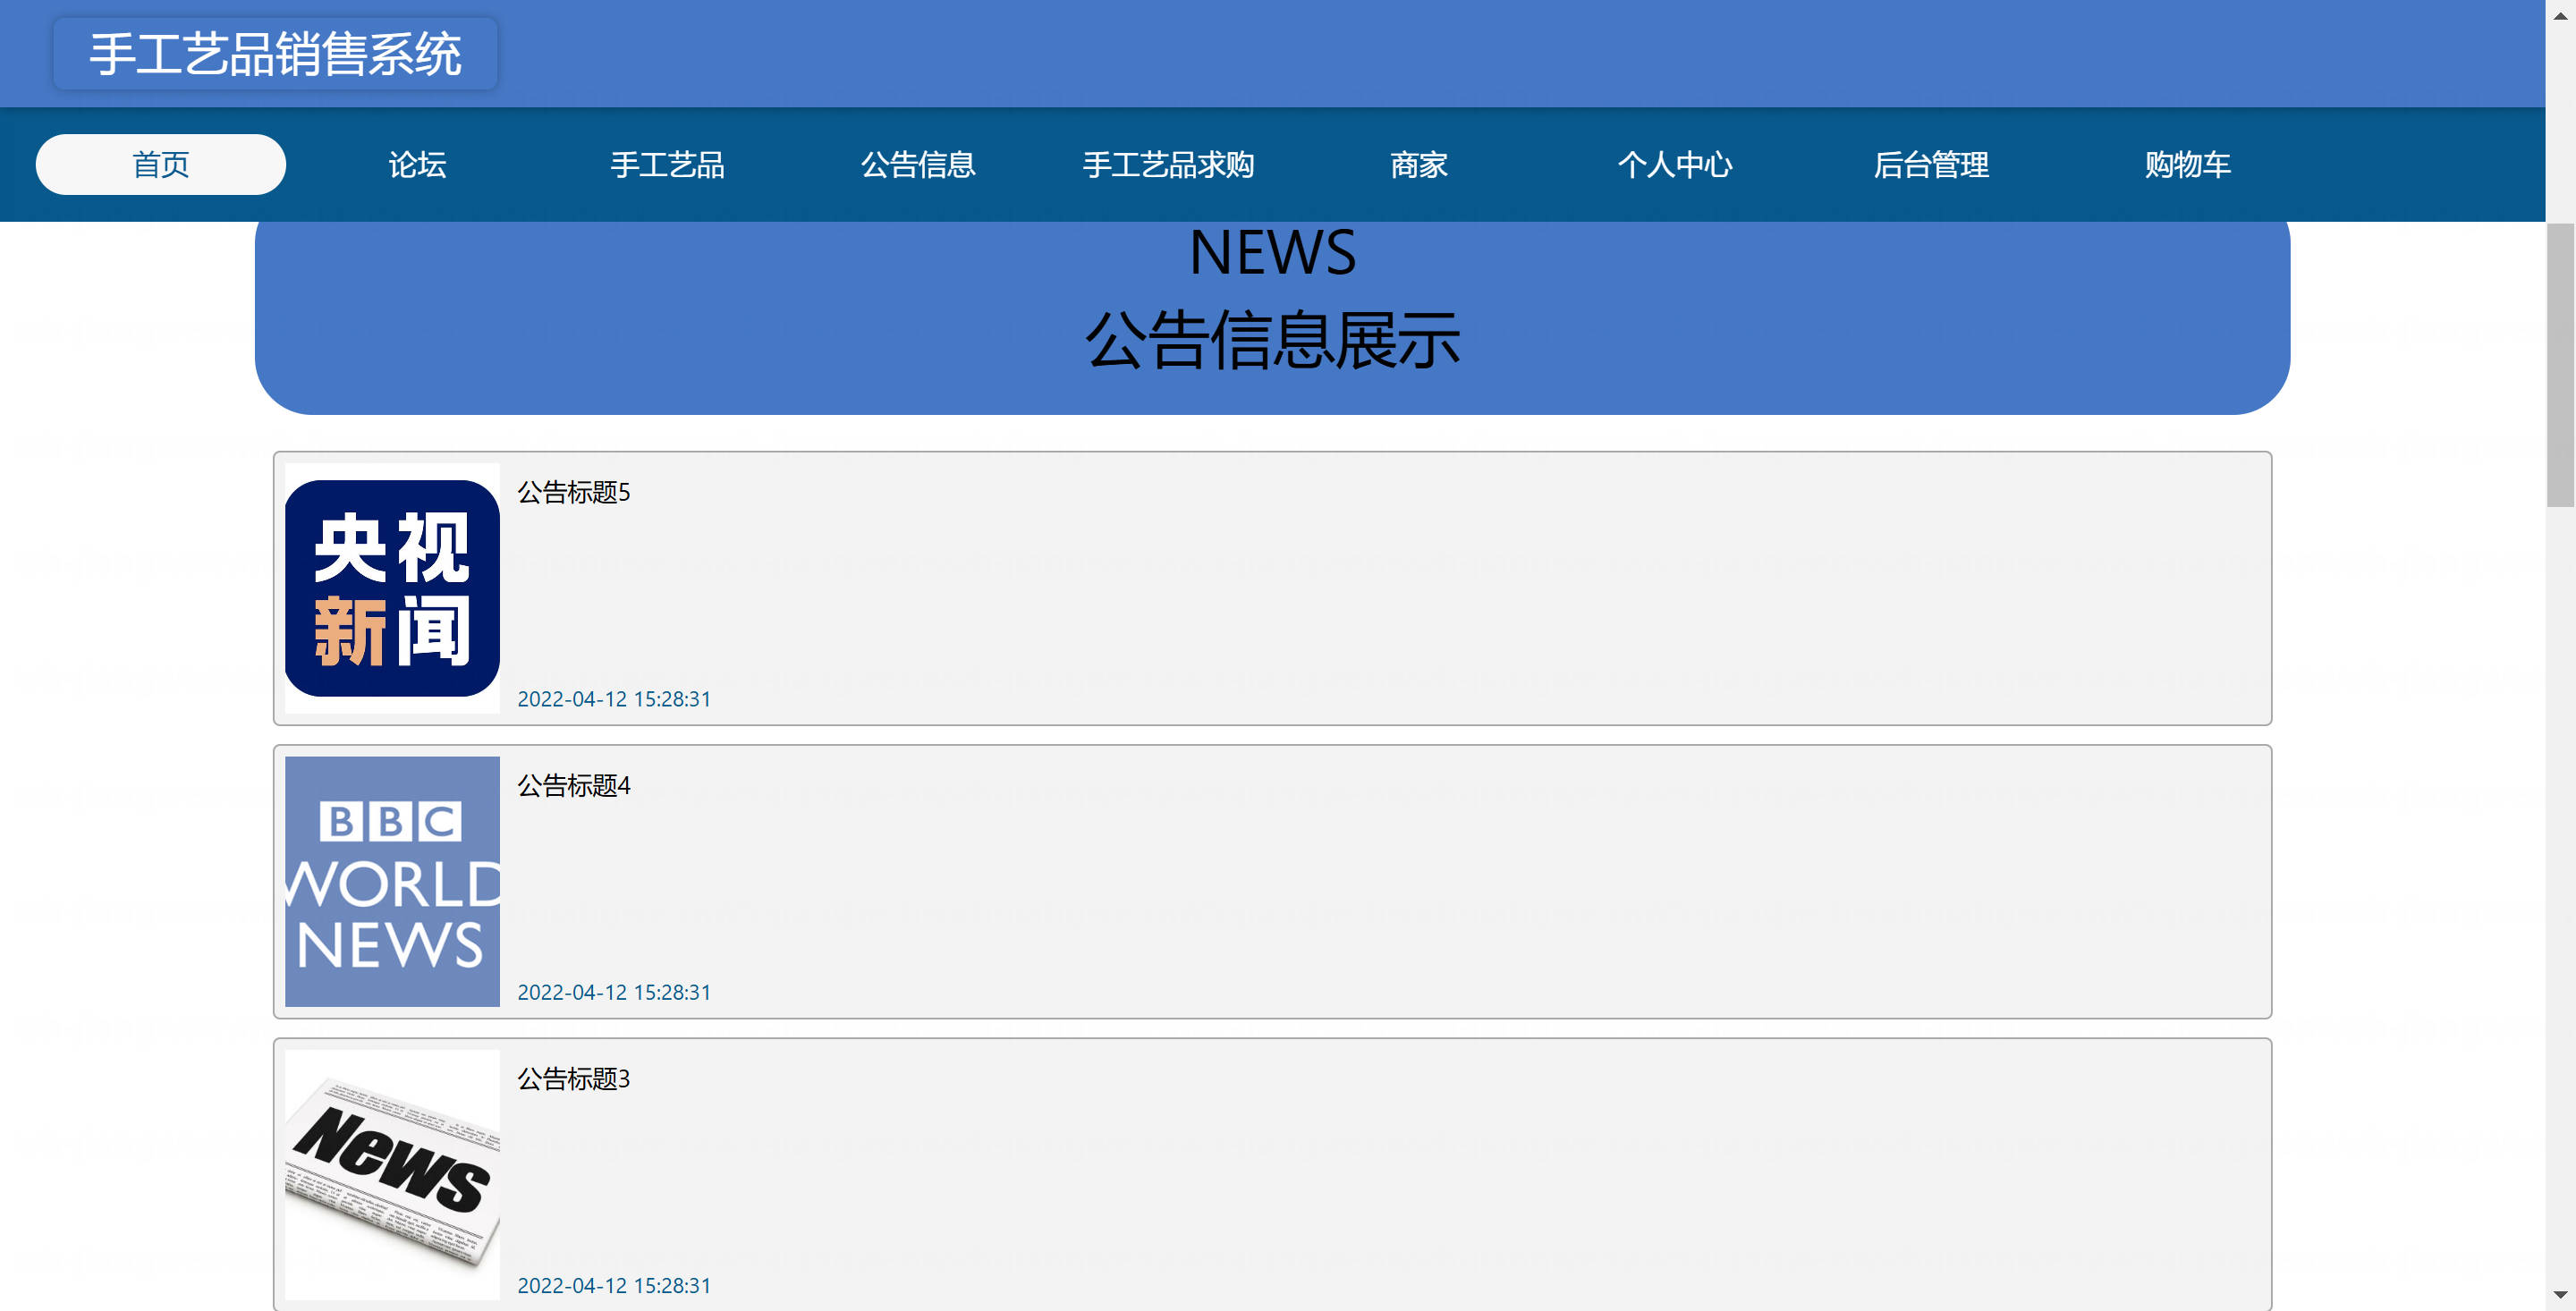 手工艺品销售系统
首页 论坛 手工艺品 公告信息 手工艺品求购 商家 个人中心 后台管理 购物车
NEWS
公告信息展示
央视
新闻
公告标题5
2022-04-12 15:28:31
BBC
WORLD
NEWS
公告标题4
2022-04-12 15:28:31
News
公告标题3
2022-04-12 15:28:31